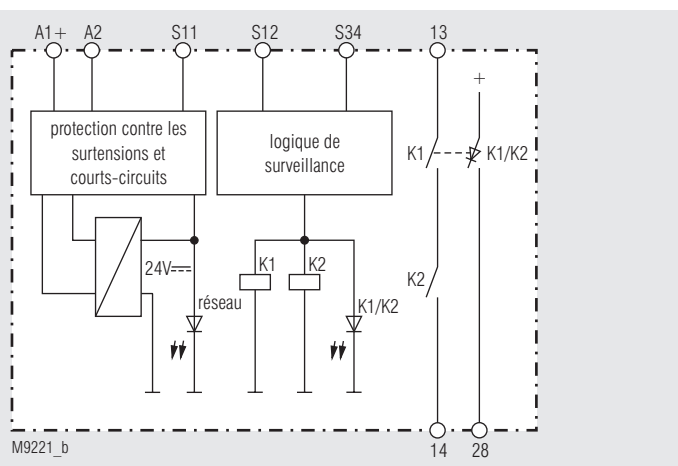 A1+ A2 S11 S12 S34 13
+
protection contre les
surtensions et
courts-circuits
logique de
surveillance
K1 K1/K2
24V
K1 K2
K2
réseau
K1/K2
M9221_b
14 28